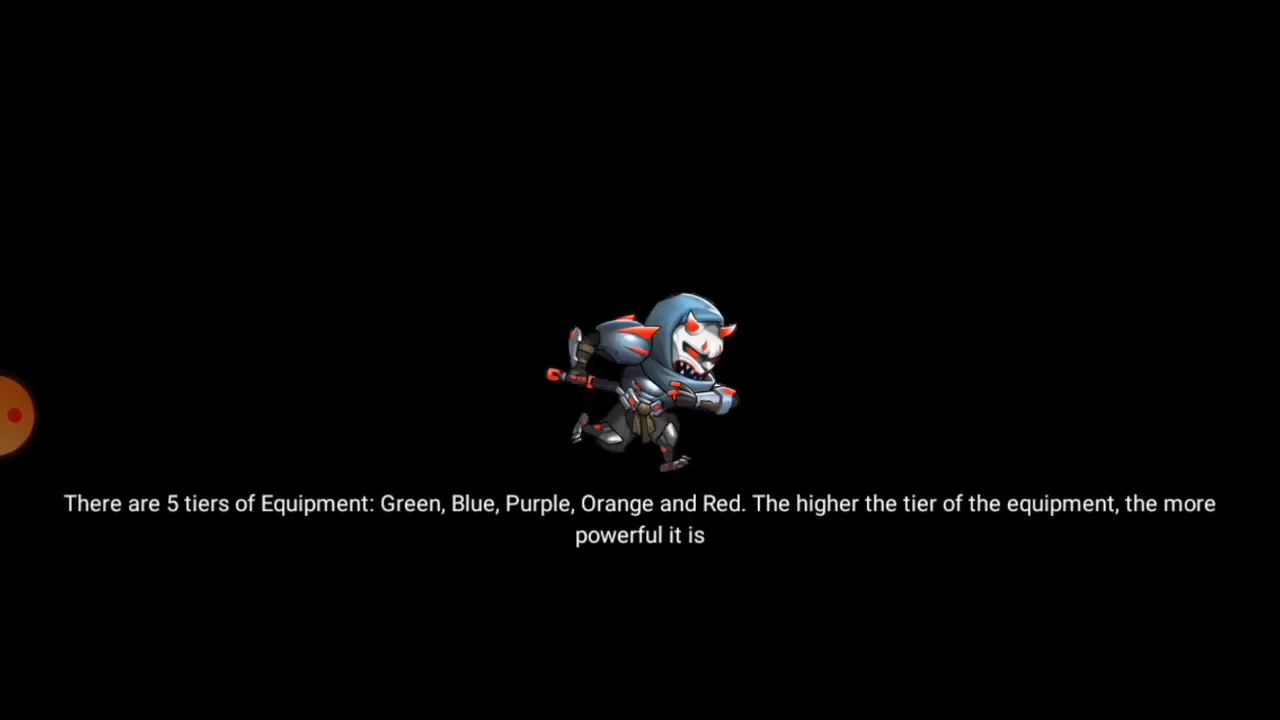 There are 5 tiers of Equipment: Green, Blue, Purple, Orange and Red. The higher the tier of the equipment, the more
powerful it is